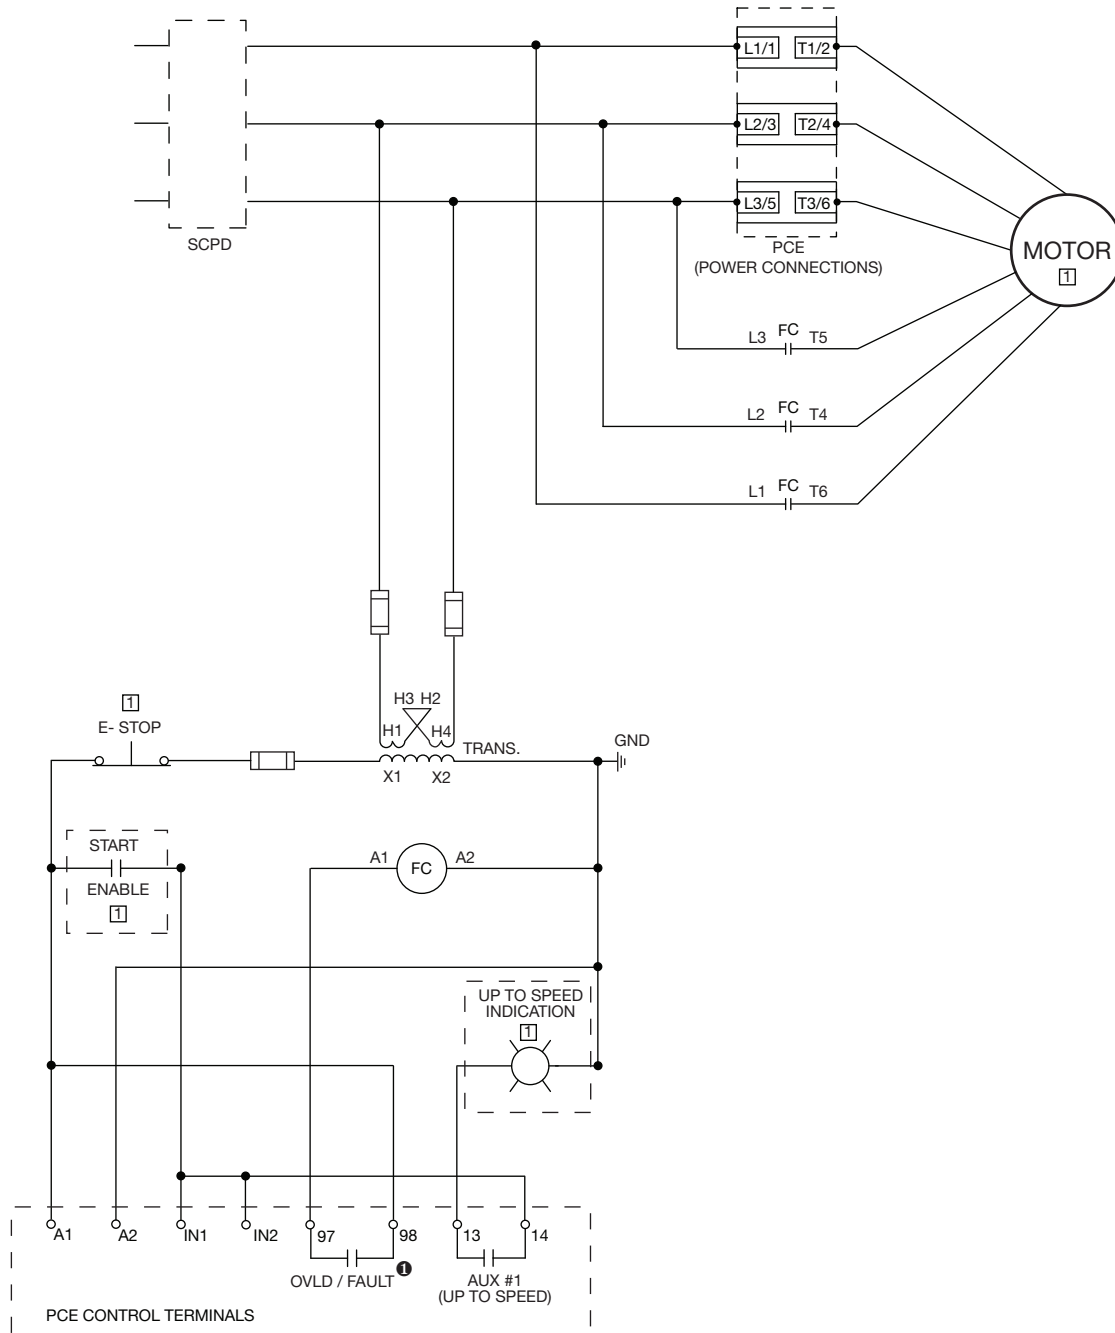 L1/1 T1/2
L2/3 T2/4
L3/5 T3/6
SCPD
PCE
(POWER CONNECTIONS)
MOTOR
1
L3 FC T5
L2 FC T4
L1 FC T6
1
E- STOP
H3 H2
H1 H4
TRANS.
X1 X2
GND
START
ENABLE
1
A1 FC A2
UP TO SPEED
INDICATION
1
A1 A2 IN1 IN2 97 98 13 14
OVLD / FAULT ❶
AUX #1
(UP TO SPEED)
PCE CONTROL TERMINALS